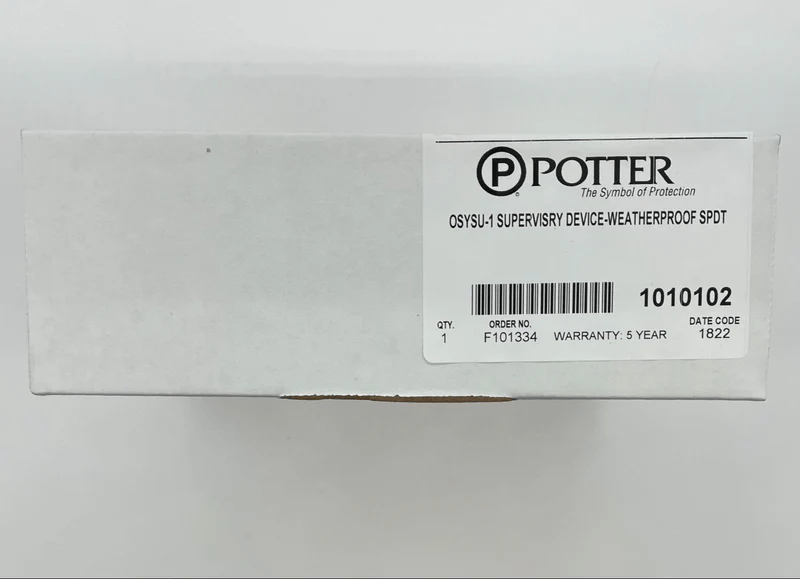 P POTTER
The Symbol of Protection
OSYSU-1 SUPERVISRY DEVICE-WEATHERPROOF SPDT
1010102
QTY. ORDER NO. DATE CODE
1 F101334 WARRANTY: 5 YEAR 1822